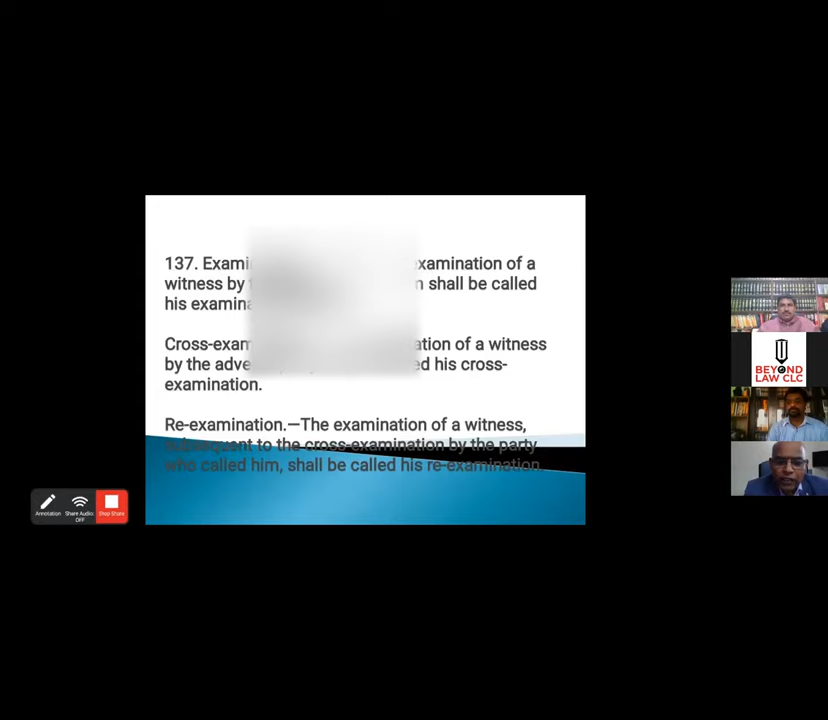 137. Exami
xamination of a
witness by
n shall be called
his examina
Cross-exam
ation of a witness
by the adve
ed his cross-
examination.
Re-examination.—The examination of a witness,
subsequent to the cross-examination by the party
who called him, shall be called his re-examination.
BEYOND
LAW CLC
Annotation
Share Audio:
OFF
Stop Share